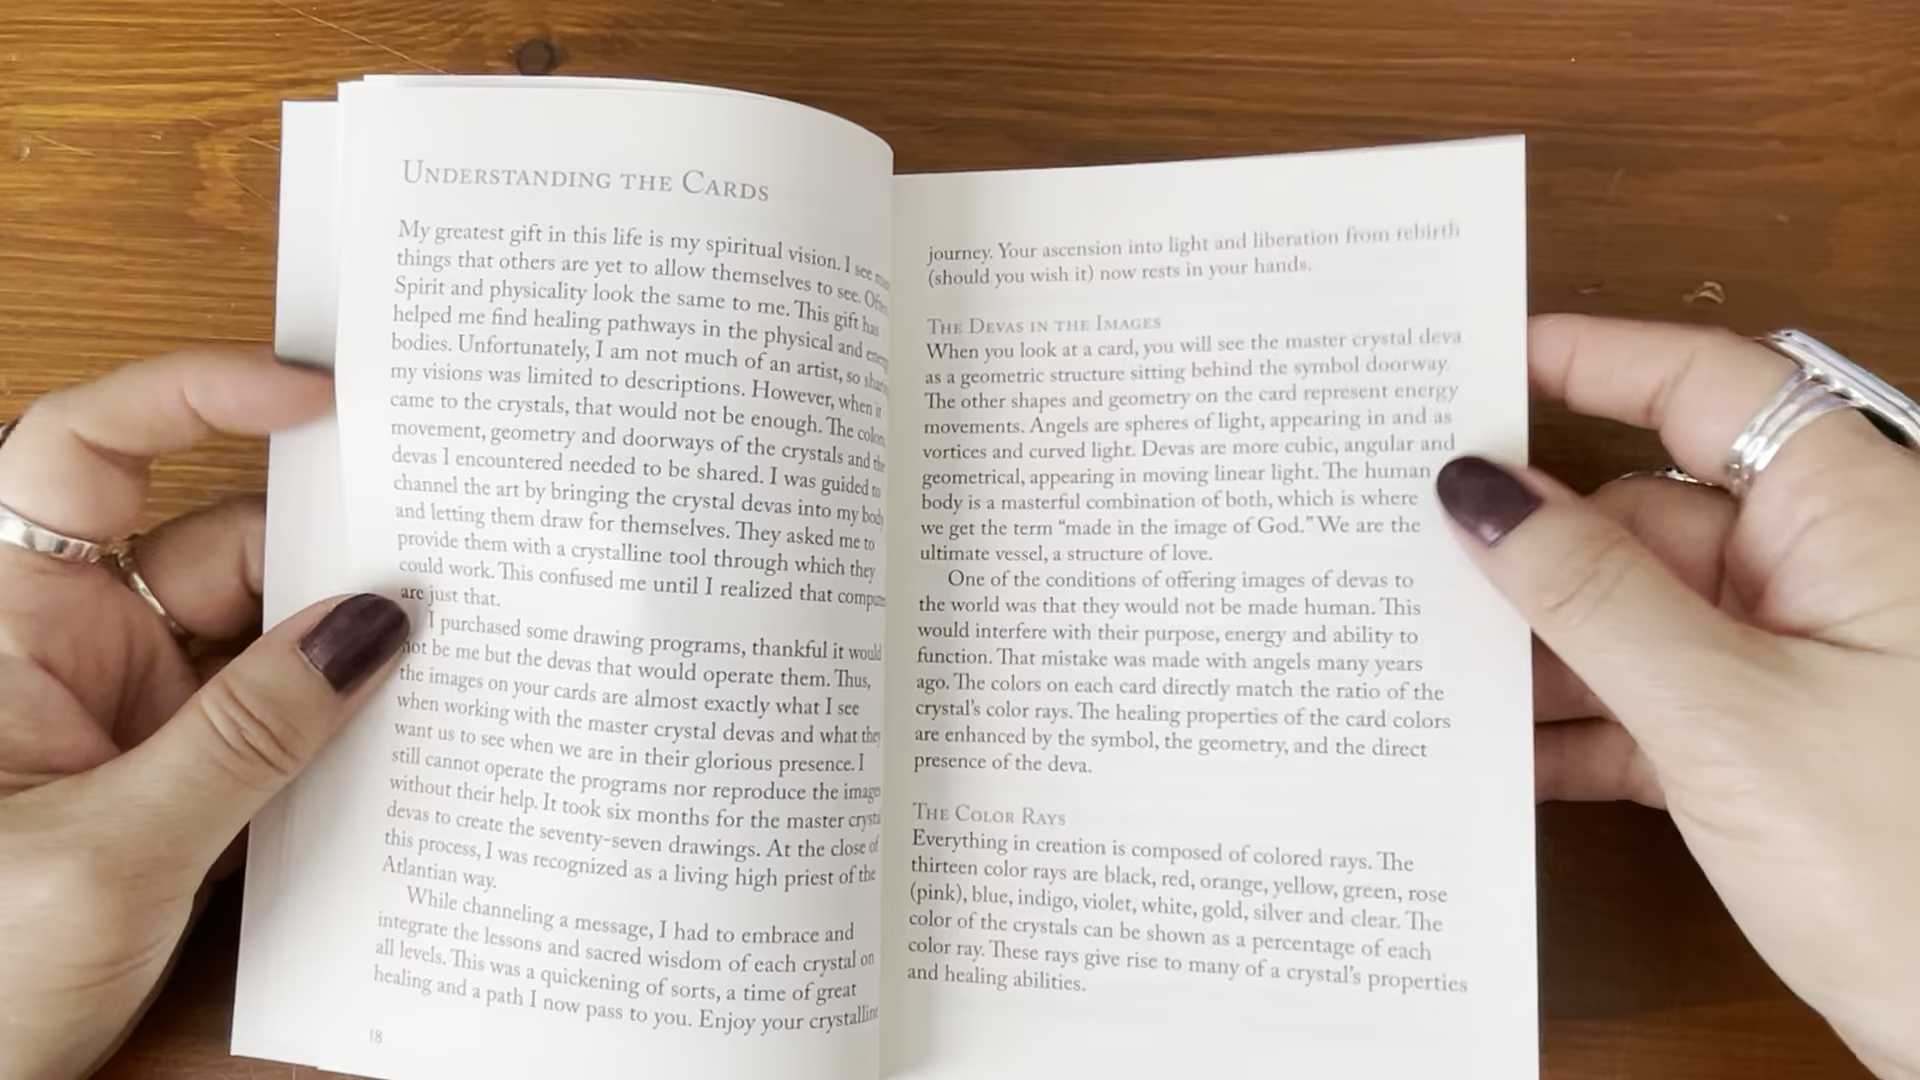 UNDERSTANDING THE CARDS
My greatest gift in this life is my spiritual vision. I see
things that others are yet to allow themselves to see. Often
Spirit and physicality look the same to me. This gift has
helped me find healing pathways in the physical and
bodies. Unfortunately, I am not much of an artist, so
my visions was limited to descriptions. However, when it
came to the crystals, that would not be enough. The
movement, geometry and doorways of the crystals and the
devas I encountered needed to be shared. I was guided to
channel the art by bringing the crystal devas into my body
and letting them draw for themselves. They asked me to
provide them with a crystalline tool through which they
could work. This confused me until I realized that
are just that.
I purchased some drawing programs, thankful it would
not be me but the devas that would operate them. Thus,
the images on your cards are almost exactly what I see
when working with the master crystal devas and what they
want us to see when we are in their glorious presence. I
still cannot operate the programs nor reproduce the images
without their help. It took six months for the master
devas to create the seventy-seven drawings. At the close of
this process, I was recognized as a living high priest of the
Atlantian way.
While channeling a message, I had to embrace and
integrate the lessons and sacred wisdom of each crystal on
all levels. This was a quickening of sorts, a time of great
healing and a path I now pass to you. Enjoy your crystalline
18
journey. Your ascension into light and liberation from rebirth
(should you wish it) now rests in your hands.
THE DEVAS IN THE IMAGES
When you look at a card, you will see the master crystal deva
as a geometric structure sitting behind the symbol doorway.
The other shapes and geometry on the card represent energy
movements. Angels are spheres of light, appearing in and as
vortices and curved light. Devas are more cubic, angular and
geometrical, appearing in moving linear light. The human
body is a masterful combination of both, which is where
we get the term “made in the image of God.” We are the
ultimate vessel, a structure of love.
One of the conditions of offering images of devas to
the world was that they would not be made human. This
would interfere with their purpose, energy and ability to
function. That mistake was made with angels many years
ago. The colors on each card directly match the ratio of the
crystal’s color rays. The healing properties of the card colors
are enhanced by the symbol, the geometry, and the direct
presence of the deva.
THE COLOR RAYS
Everything in creation is composed of colored rays. The
thirteen color rays are black, red, orange, yellow, green, rose
(pink), blue, indigo, violet, white, gold, silver and clear. The
color of the crystals can be shown as a percentage of each
color ray. These rays give rise to many of a crystal’s properties
and healing abilities.